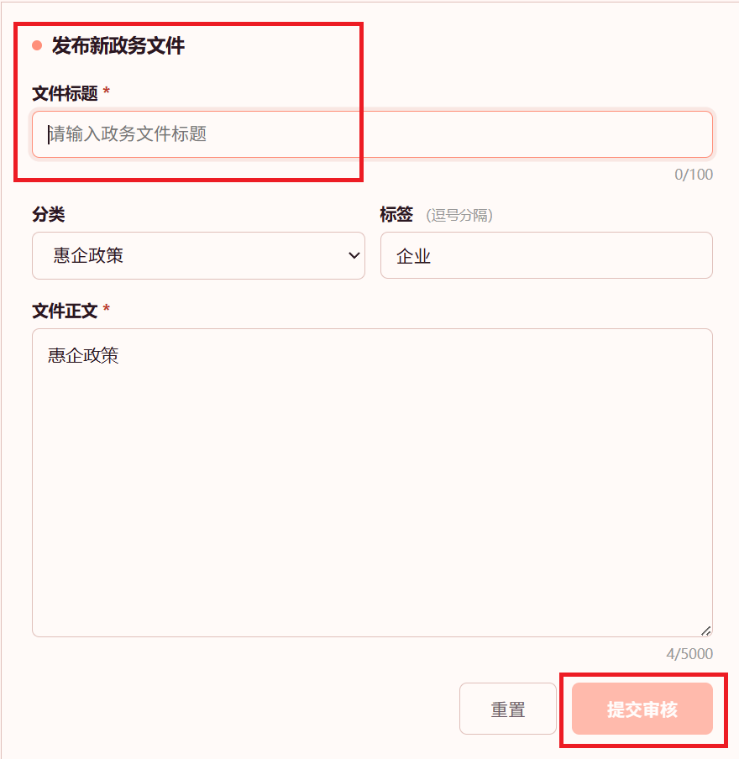 发布新政务文件
文件标题 *
请输入政务文件标题
0/100
分类 标签 (逗号分隔)
惠企政策 企业
文件正文 *
惠企政策
4/5000
重置 提交审核